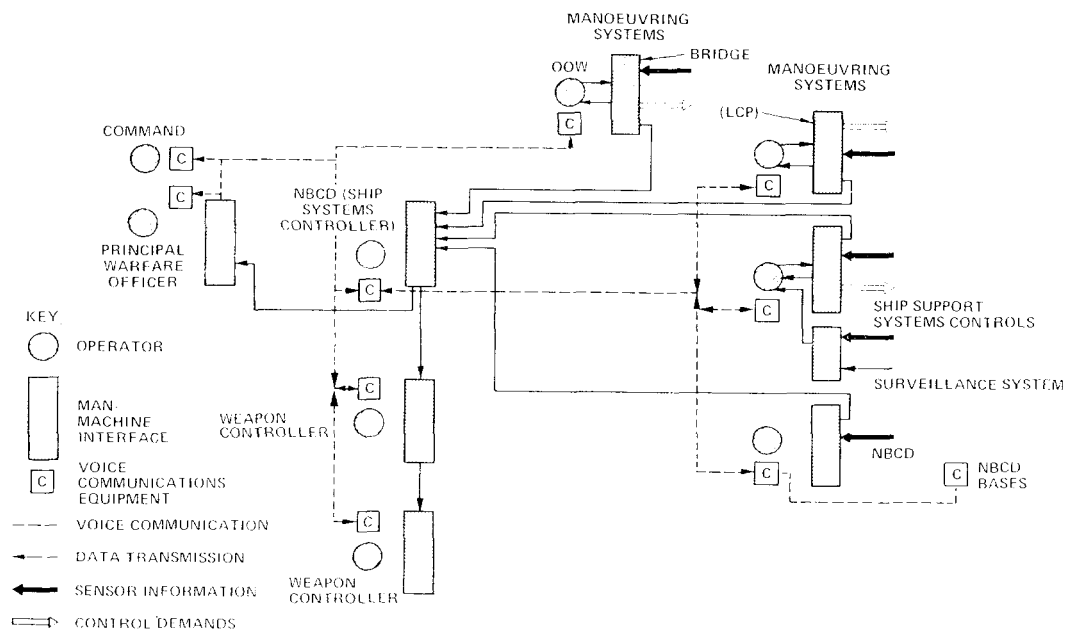 MANOEUVRING
SYSTEMS
BRIDGE
OOW
C
MANOEUVRING
SYSTEMS
(LCP)
C
COMMAND
C
C
PRINCIPAL
WARFARE
OFFICER
NBCD (SHIP
SYSTEMS
CONTROLLER)
C
C
SHIP SUPPORT
SYSTEMS CONTROLS
SURVEILLANCE SYSTEM
C
WEAPON
CONTROLLER
NBCD
C
C
NBCD
BASES
C
WEAPON
CONTROLLER
KEY
OPERATOR
MAN-
MACHINE
INTERFACE
C
VOICE
COMMUNICATIONS
EQUIPMENT
VOICE COMMUNICATION
DATA TRANSMISSION
SENSOR INFORMATION
CONTROL DEMANDS